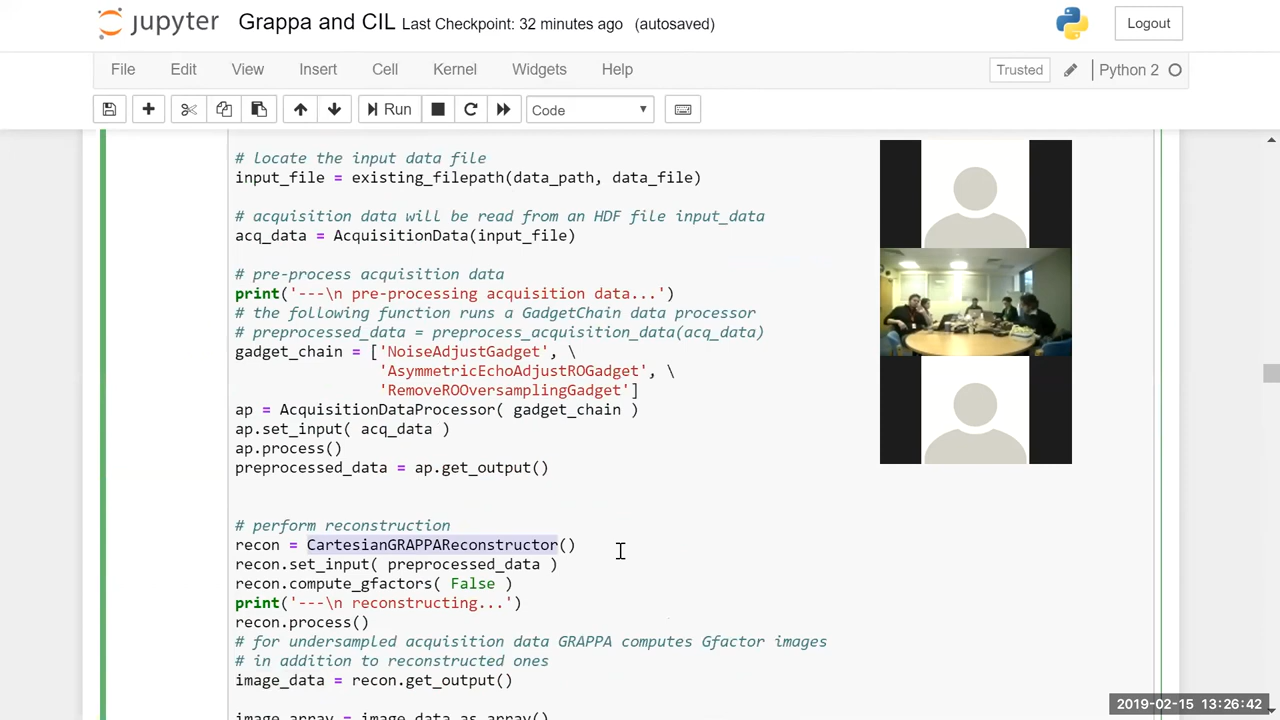 jupyter Grappa and CIL Last Checkpoint: 32 minutes ago (autosaved) Logout
File Edit View Insert Cell Kernel Widgets Help Trusted Python 2
Run Code
# locate the input data file
input_file = existing_filepath(data_path, data_file)
# acquisition data will be read from an HDF file input_data
acq_data = AcquisitionData(input_file)
# pre-process acquisition data
print('---\n pre-processing acquisition data...')
# the following function runs a GadgetChain data processor
# preprocessed_data = preprocess_acquisition_data(acq_data)
gadget_chain = ['NoiseAdjustGadget', \
'AsymmetricEchoAdjustROGadget', \
'RemoveROOversamplingGadget']
ap = AcquisitionDataProcessor( gadget_chain )
ap.set_input( acq_data )
ap.process()
preprocessed_data = ap.get_output()
# perform reconstruction
recon = CartesianGRAPPAReconstructor()
recon.set_input( preprocessed_data )
recon.compute_gfactors( False )
print('---\n reconstructing...')
recon.process()
# for undersampled acquisition data GRAPPA computes Gfactor images
# in addition to reconstructed ones
image_data = recon.get_output()
image_array = image_data.as_array()
2019-02-15 13:26:42